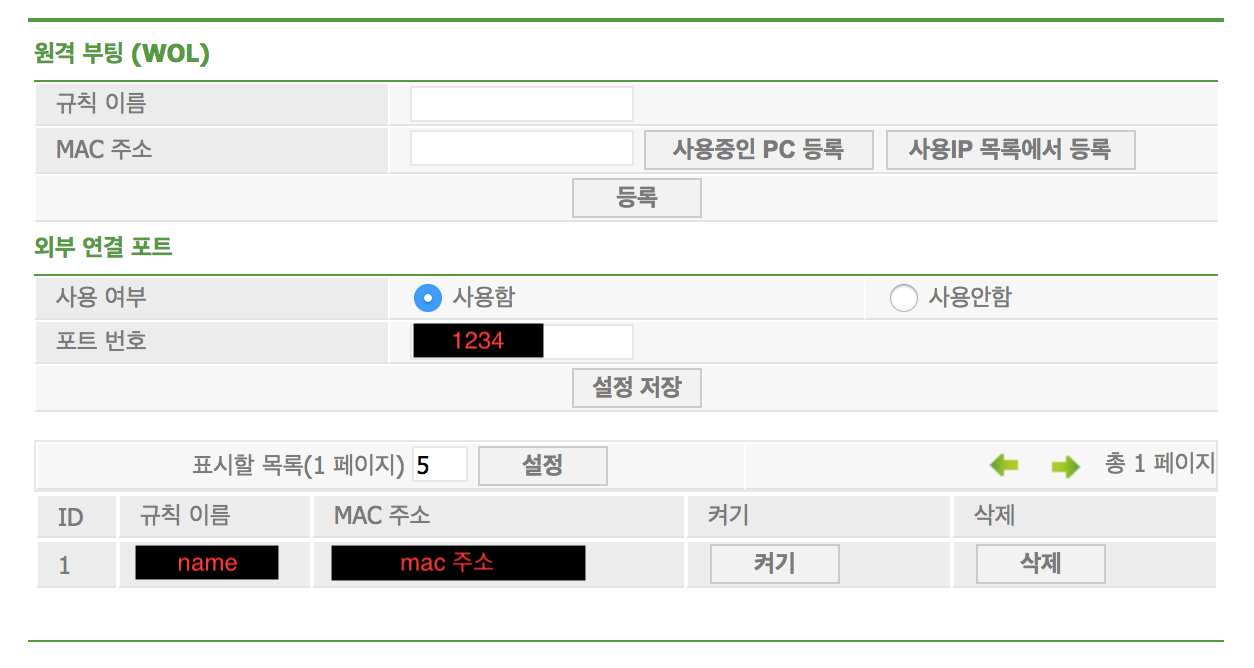 원격 부팅 (WOL)
규칙 이름
MAC 주소 사용중인 PC 등록 사용IP 목록에서 등록
등록
외부 연결 포트
사용 여부 사용함 사용안함
포트 번호 1234
설정 저장
표시할 목록(1 페이지) 5 설정 총 1 페이지
ID 규칙 이름 MAC 주소 켜기 삭제
1 name mac 주소 켜기 삭제